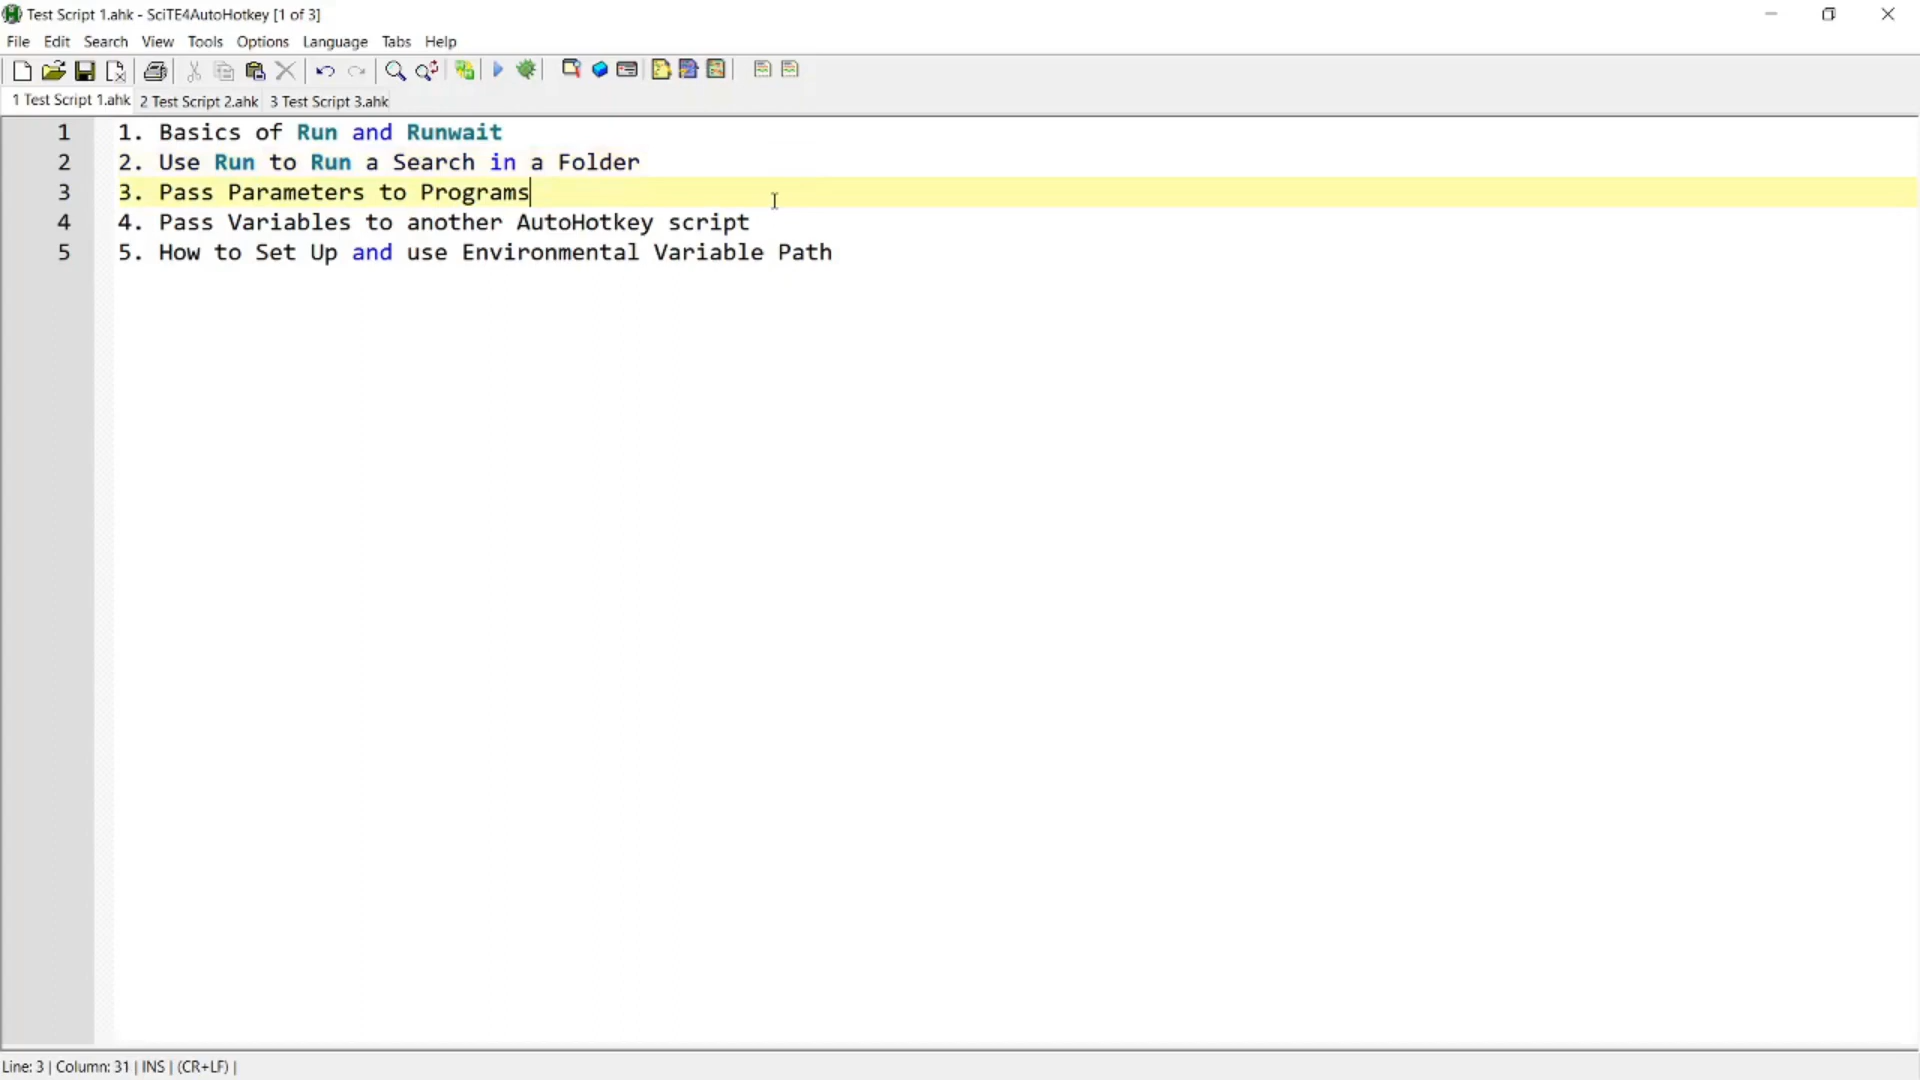 Test Script 1.ahk - SciTE4AutoHotkey [1 of 3]
File Edit Search View Tools Options Language Tabs Help
1 Test Script 1.ahk 2 Test Script 2.ahk 3 Test Script 3.ahk
1 1. Basics of Run and Runwait
2 2. Use Run to Run a Search in a Folder
3 3. Pass Parameters to Programs
4 4. Pass Variables to another AutoHotkey script
5 5. How to Set Up and use Environmental Variable Path
Line: 3 | Column: 31 | INS | (CR+LF) |